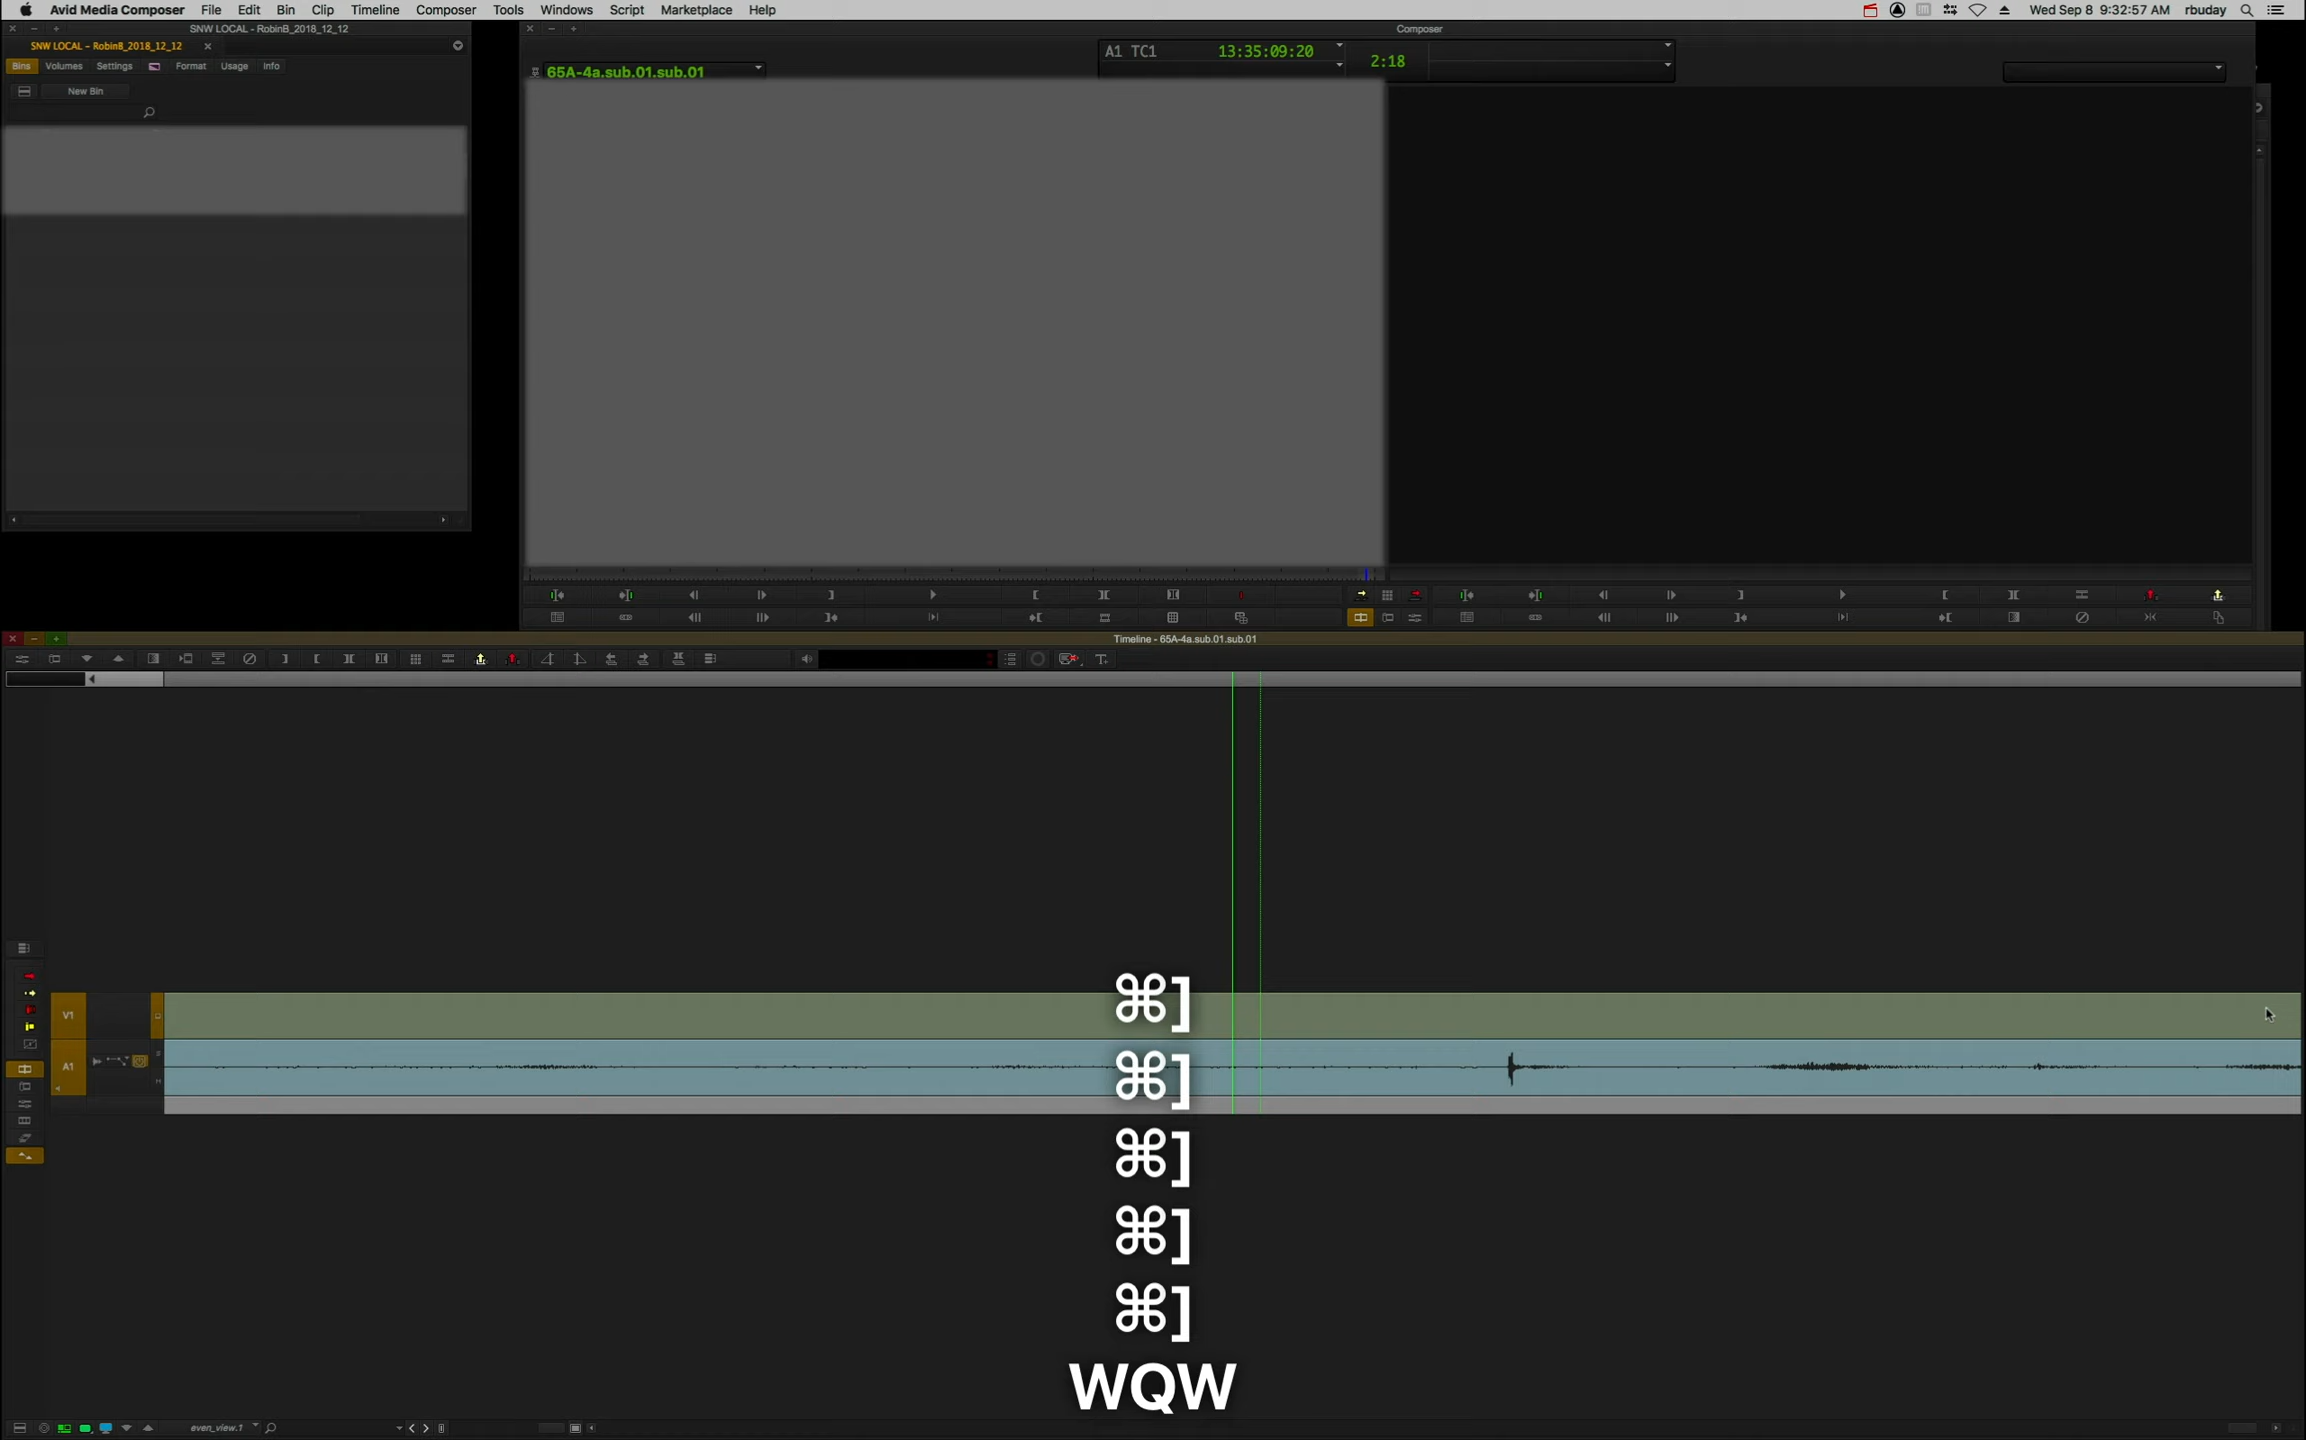 Avid Media Composer File Edit Bin Clip Timeline Composer Tools Windows Script Marketplace Help
Wed Sep 8 9:32:57 AM rbuday
SNW LOCAL - RobinB_2018_12_12
Composer
SNW LOCAL - RobinB_2018_12_12
Bins Volumes Settings Format Usage Info
New Bin
A1 TC1 13:35:09:20
2:18
65A-4a.sub.01.sub.01
Timeline - 65A-4a.sub.01.sub.01
V1
A1
⌘]
⌘]
⌘]
⌘]
⌘]
WQW
even_view.1